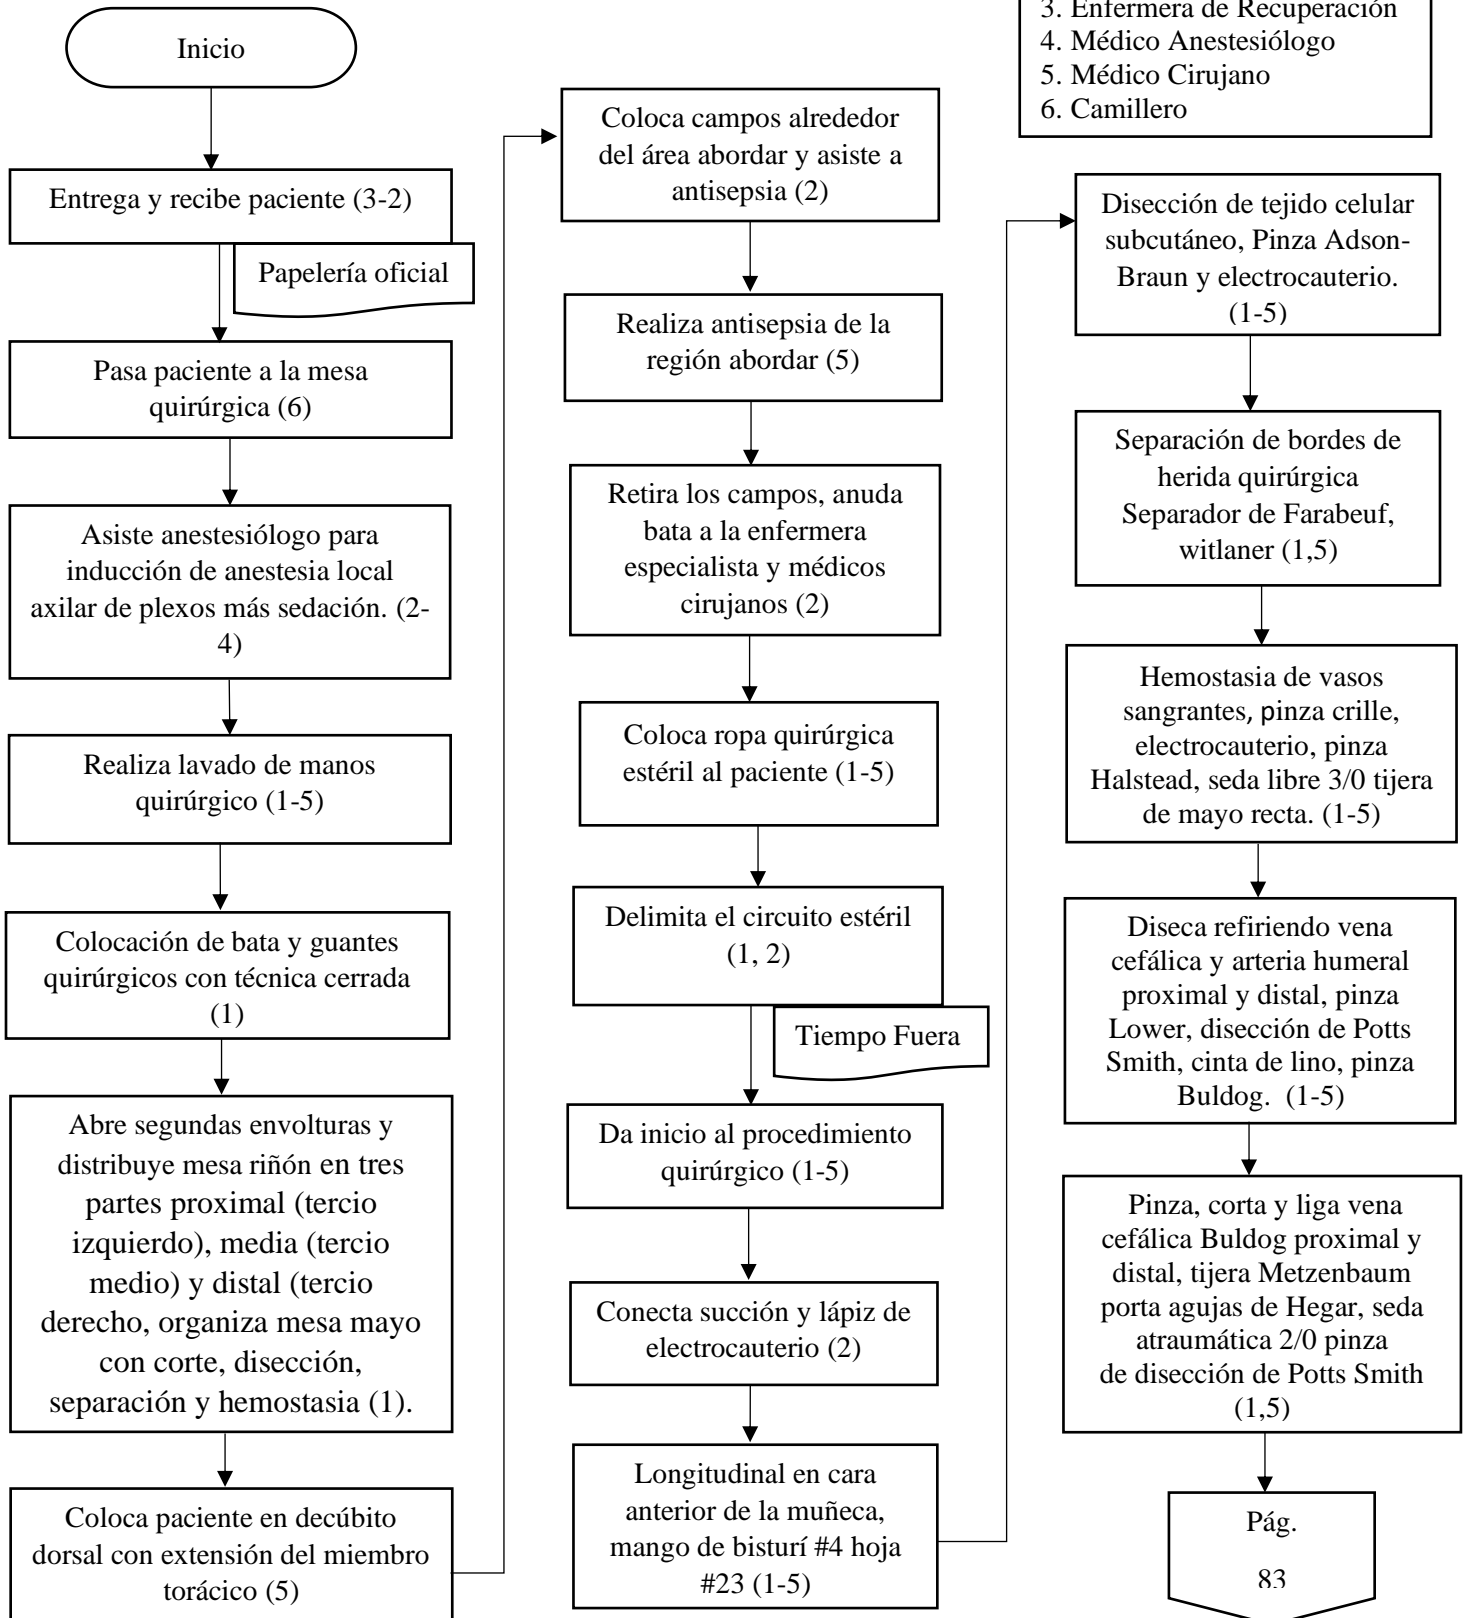 Inicio
Entrega y recibe paciente (3-2)
Papelería oficial
Pasa paciente a la mesa
quirúrgica (6)
Asiste anestesiólogo para
inducción de anestesia local
axilar de plexos más sedación. (2-
4)
Realiza lavado de manos
quirúrgico (1-5)
Colocación de bata y guantes
quirúrgicos con técnica cerrada
(1)
Abre segundas envolturas y
distribuye mesa riñón en tres
partes proximal (tercio
izquierdo), media (tercio
medio) y distal (tercio
derecho, organiza mesa mayo
con corte, disección,
separación y hemostasia (1).
Coloca paciente en decúbito
dorsal con extensión del miembro
torácico (5)
Coloca campos alrededor
del área abordar y asiste a
antisepsia (2)
Realiza antisepsia de la
región abordar (5)
Retira los campos, anuda
bata a la enfermera
especialista y médicos
cirujanos (2)
Coloca ropa quirúrgica
estéril al paciente (1-5)
Delimita el circuito estéril
(1, 2)
Tiempo Fuera
Da inicio al procedimiento
quirúrgico (1-5)
Conecta succión y lápiz de
electrocauterio (2)
Longitudinal en cara
anterior de la muñeca,
mango de bisturí #4 hoja
#23 (1-5)
3. Enfermera de Recuperación
4. Médico Anestesiólogo
5. Médico Cirujano
6. Camillero
Disección de tejido celular
subcutáneo, Pinza Adson-
Braun y electrocauterio.
(1-5)
Separación de bordes de
herida quirúrgica
Separador de Farabeuf,
witlaner (1,5)
Hemostasia de vasos
sangrantes, pinza crille,
electrocauterio, pinza
Halstead, seda libre 3/0 tijera
de mayo recta. (1-5)
Diseca refiriendo vena
cefálica y arteria humeral
proximal y distal, pinza
Lower, disección de Potts
Smith, cinta de lino, pinza
Buldog. (1-5)
Pinza, corta y liga vena
cefálica Buldog proximal y
distal, tijera Metzenbaum
porta agujas de Hegar, seda
atraumática 2/0 pinza
de disección de Potts Smith
(1,5)
Pág.
83